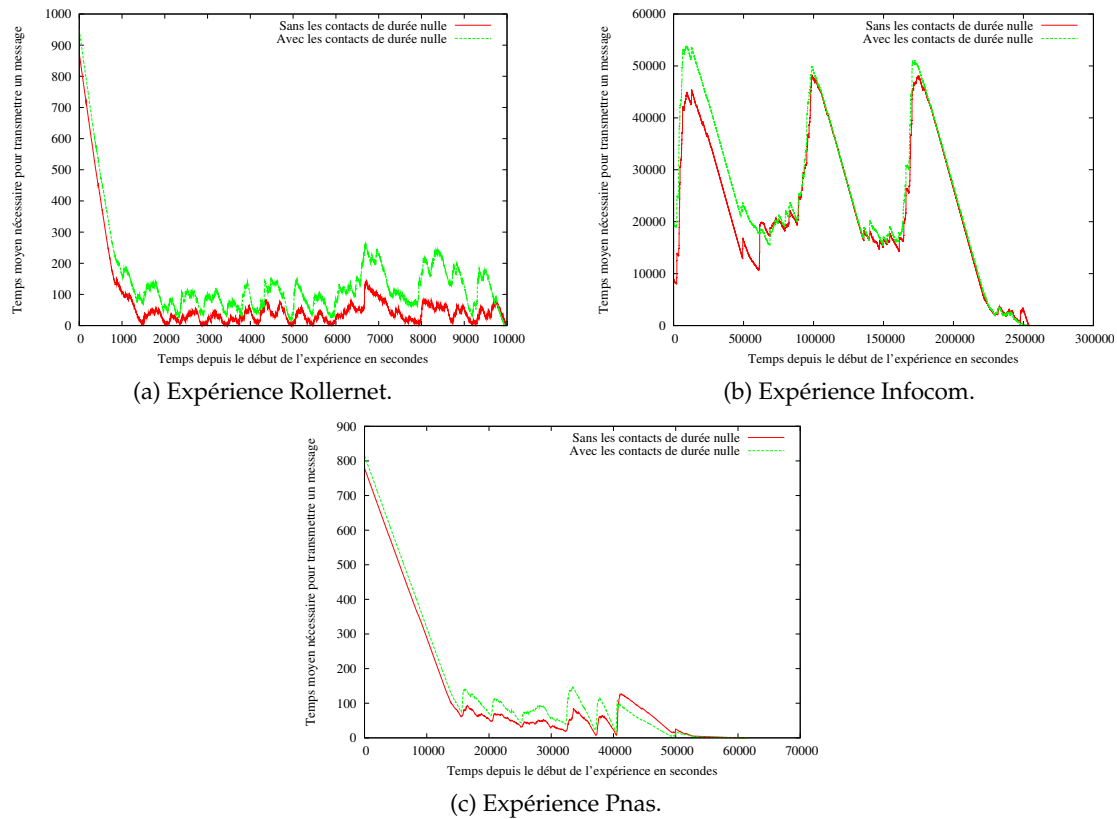 Temps moyen nécessaire pour transmettre un message
1000
900
800
700
600
500
400
300
200
100
0
Sans les contacts de durée nulle
Avec les contacts de durée nulle
0 1000 2000 3000 4000 5000 6000 7000 8000 9000 10000
Temps depuis le début de l'expérience en secondes
(a) Expérience Rollernet.
Temps moyen nécessaire pour transmettre un message
60000
50000
40000
30000
20000
10000
0
Sans les contacts de durée nulle
Avec les contacts de durée nulle
0 50000 100000 150000 200000 250000 300000
Temps depuis le début de l'expérience en secondes
(b) Expérience Infocom.
Temps moyen nécessaire pour transmettre un message
900
800
700
600
500
400
300
200
100
0
Sans les contacts de durée nulle
Avec les contacts de durée nulle
0 10000 20000 30000 40000 50000 60000 70000
Temps depuis le début de l'expérience en secondes
(c) Expérience Pnas.